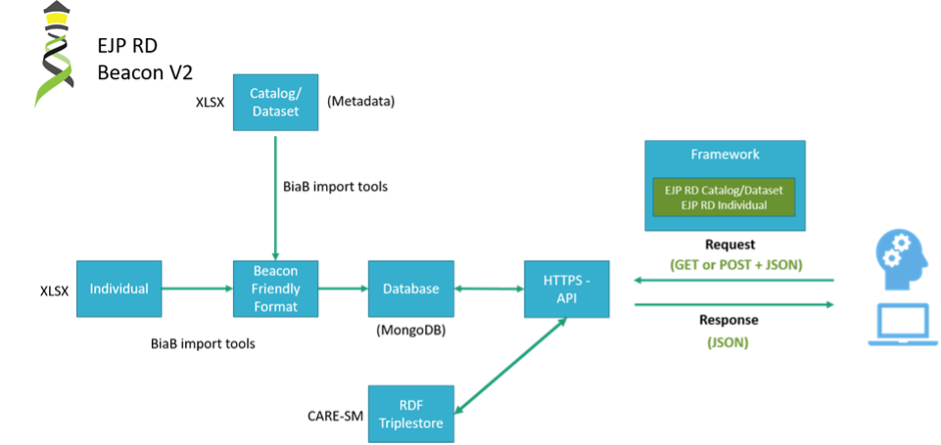 EJP RD
Beacon V2
XLSX
Catalog/
Dataset
(Metadata)
BiaB import tools
Framework
EJP RD Catalog/Dataset
EJP RD Individual
Request
(GET or POST + JSON)
XLSX
Individual
Beacon
Friendly
Format
Database
(MongoDB)
HTTPS -
API
Response
(JSON)
BiaB import tools
CARE-SM
RDF
Triplestore